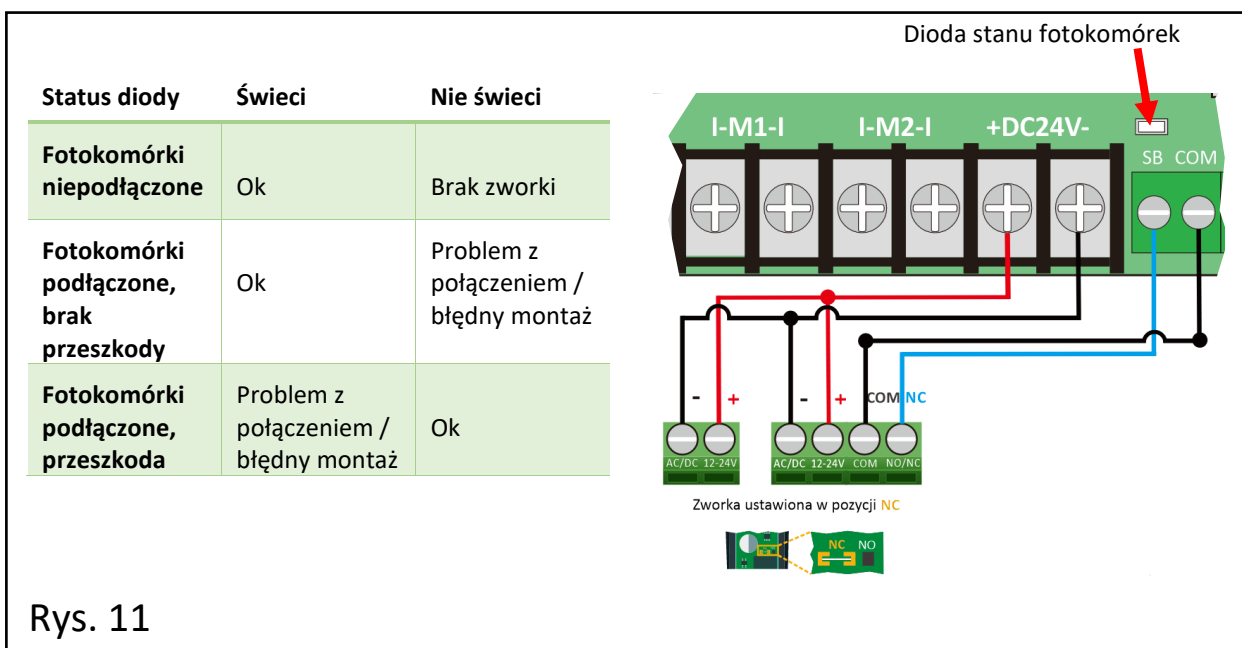 Dioda stanu fotokomórek
Status diody Świeci Nie świeci
Fotokomórki
niepodłączone Ok Brak zworki
Fotokomórki
podłączone,
brak
przeszkody
Ok
Problem z
połączeniem /
błędny montaż
Fotokomórki
podłączone,
przeszkoda
Problem z
połączeniem /
błędny montaż
Ok
I-M1-I I-M2-I +DC24V-
SB COM
- + - + COM NC
AC/DC 12-24V AC/DC 12-24V COM NO/NC
Zworka ustawiona w pozycji NC
NC NO
Rys. 11